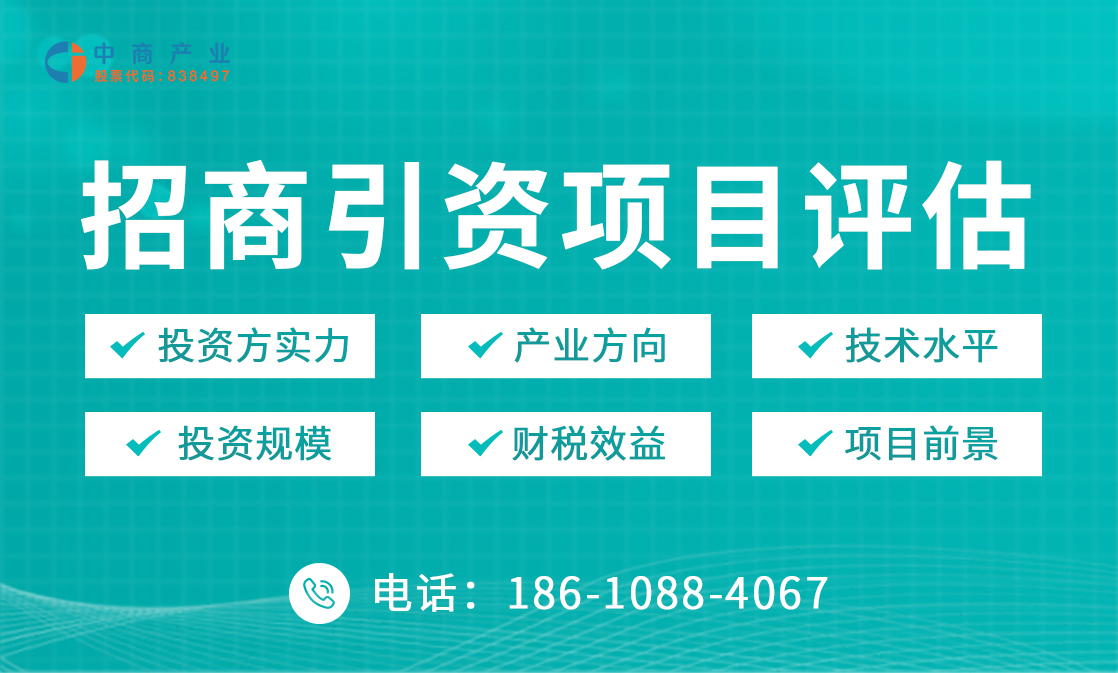 中商产业
股票代码：838497
招商引资项目评估
投资方实力
产业方向
技术水平
投资规模
财税效益
项目前景
电话：186-1088-4067